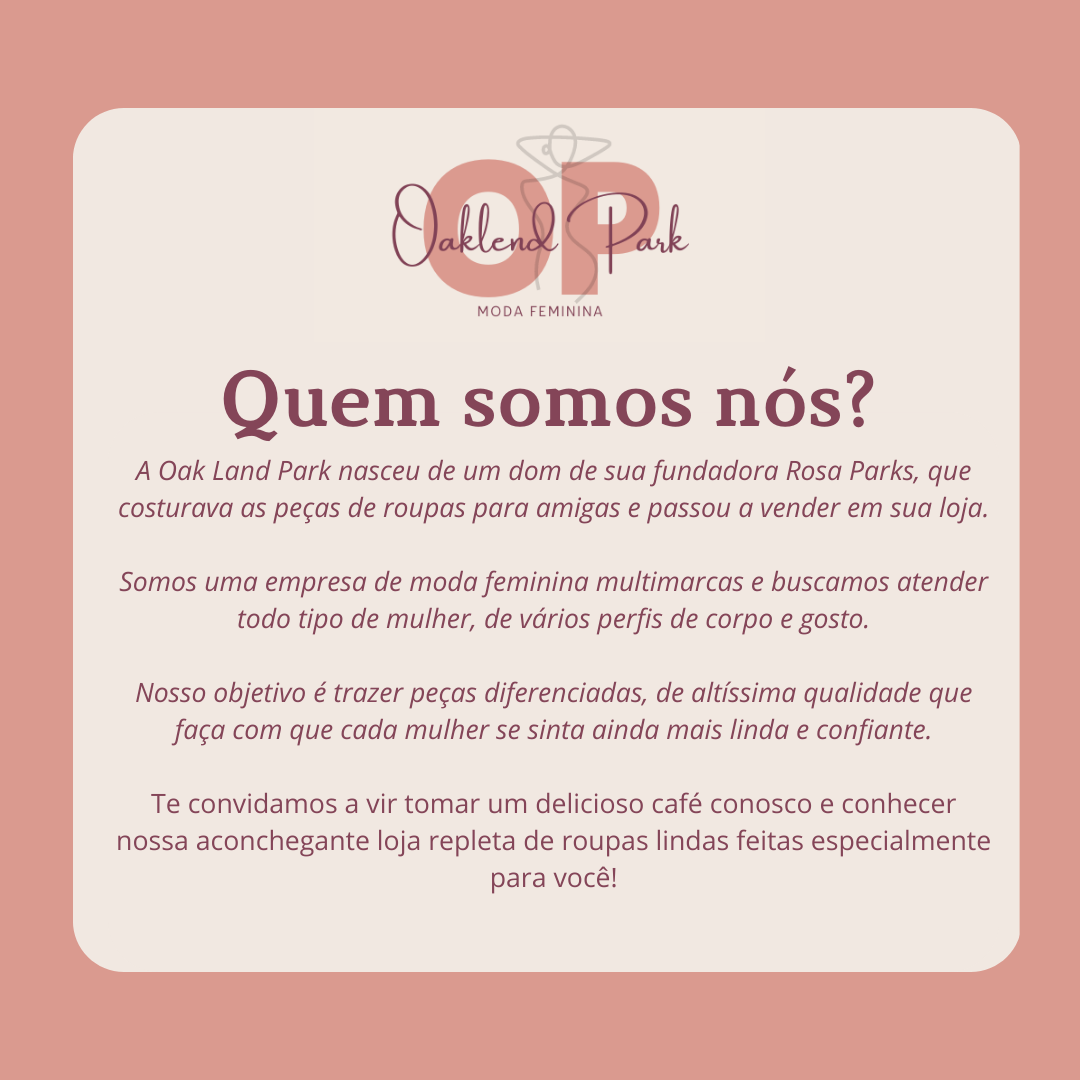 OP
Oaklend Park
MODA FEMININA
Quem somos nós?
A Oak Land Park nasceu de um dom de sua fundadora Rosa Parks, que
costurava as peças de roupas para amigas e passou a vender em sua loja.
Somos uma empresa de moda feminina multimarcas e buscamos atender
todo tipo de mulher, de vários perfis de corpo e gosto.
Nosso objetivo é trazer peças diferenciadas, de altíssima qualidade que
faça com que cada mulher se sinta ainda mais linda e confiante.
Te convidamos a vir tomar um delicioso café conosco e conhecer
nossa aconchegante loja repleta de roupas lindas feitas especialmente
para você!